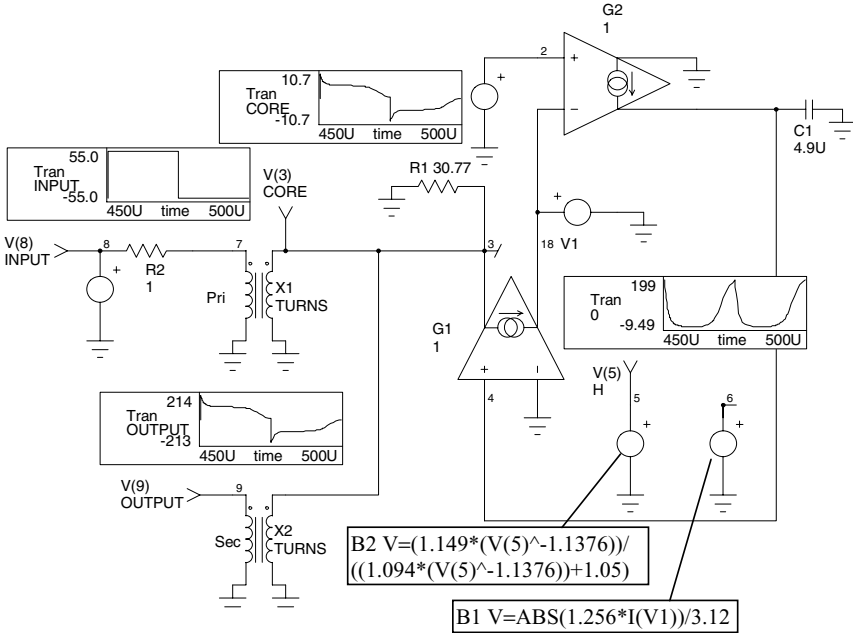 G2
1
2
+
−
+
10.7
Tran
CORE
-10.7
450U time 500U
C1
4.9U
R1 30.77
55.0
Tran
INPUT
-55.0
450U time 500U
V(3)
CORE
+
3
18 V1
V(8)
INPUT
8
7
R2
1
+
Pri
X1
TURNS
199
Tran
0
-9.49
450U time 500U
G1
1
+
−
4
V(5)
H
5
6
+
+
214
Tran
OUTPUT
-213
450U time 500U
V(9)
OUTPUT
9
Sec
X2
TURNS
B2 V=(1.149*(V(5)^-1.1376))/
((1.094*(V(5)^-1.1376))+1.05)
B1 V=ABS(1.256*I(V1))/3.12